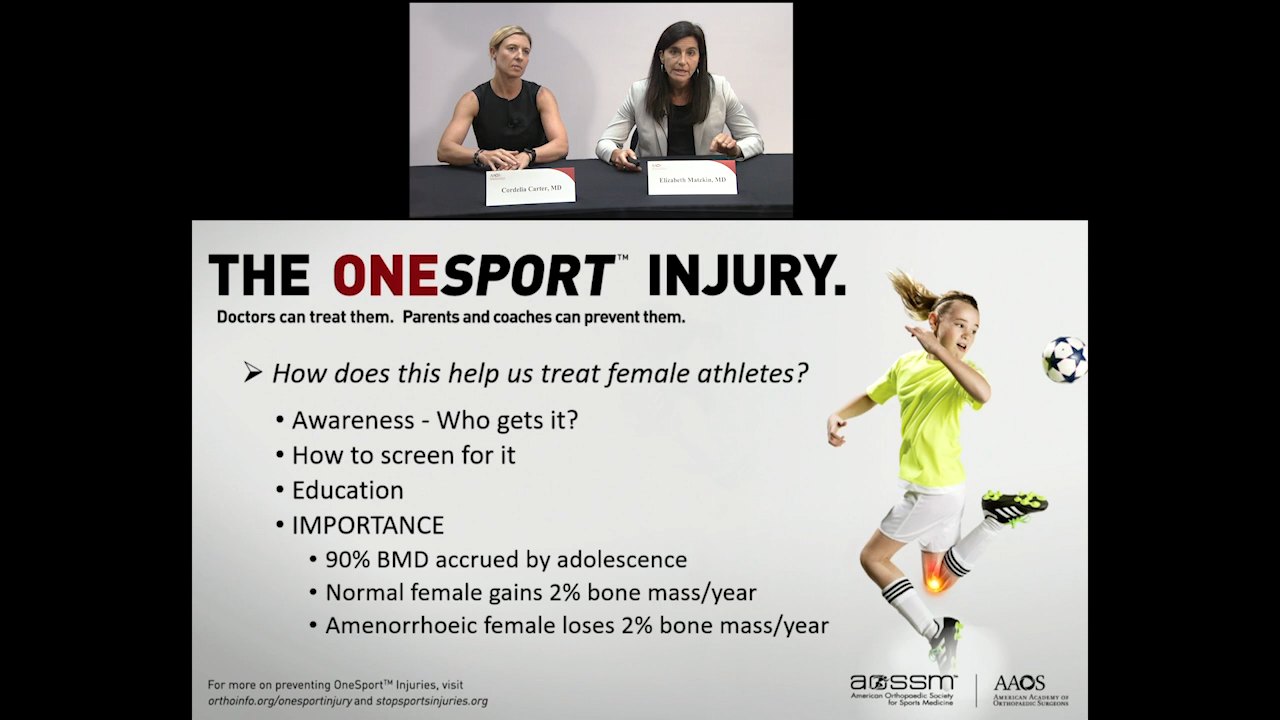 AAOS
Cordelia Carter, MD
AAOS
Elizabeth Matzkin, MD
THE ONESPORT™ INJURY.
Doctors can treat them. Parents and coaches can prevent them.
➢ How does this help us treat female athletes?
• Awareness - Who gets it?
• How to screen for it
• Education
• IMPORTANCE
• 90% BMD accrued by adolescence
• Normal female gains 2% bone mass/year
• Amenorrhoeic female loses 2% bone mass/year
For more on preventing OneSport™ Injuries, visit
orthoinfo.org/onesportinjury and stopsportsinjuries.org
aossm™
American Orthopaedic Society
for Sports Medicine
AAOS
AMERICAN ACADEMY OF
ORTHOPAEDIC SURGEONS